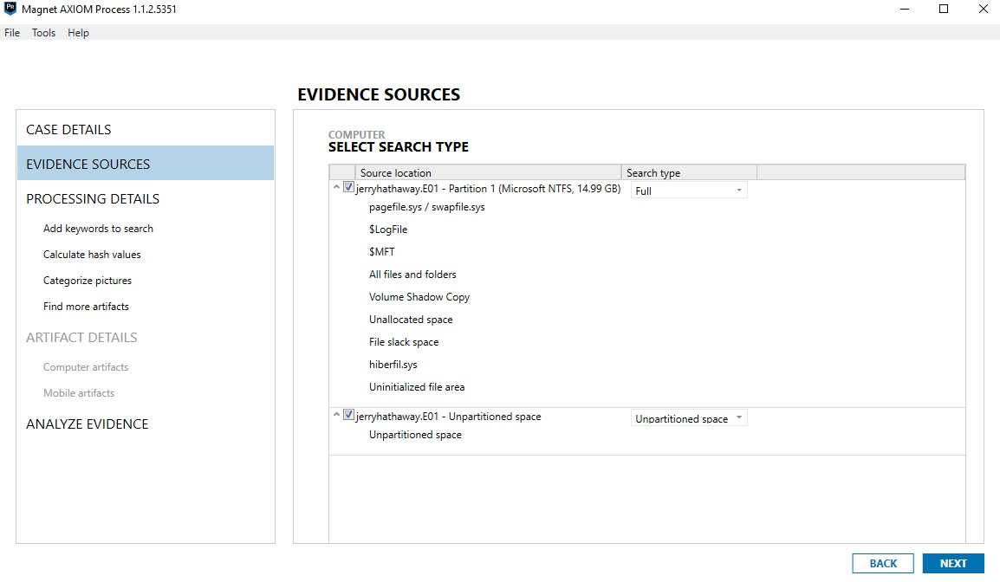 PR Magnet AXIOM Process 1.1.2.5351
File Tools Help
EVIDENCE SOURCES
CASE DETAILS
EVIDENCE SOURCES
PROCESSING DETAILS
Add keywords to search
Calculate hash values
Categorize pictures
Find more artifacts
ARTIFACT DETAILS
Computer artifacts
Mobile artifacts
ANALYZE EVIDENCE
COMPUTER
SELECT SEARCH TYPE
Source location Search type
jerryhathaway.E01 - Partition 1 (Microsoft NTFS, 14.99 GB) Full
pagefile.sys / swapfile.sys
$LogFile
$MFT
All files and folders
Volume Shadow Copy
Unallocated space
File slack space
hiberfil.sys
Uninitialized file area
jerryhathaway.E01 - Unpartitioned space Unpartitioned space
Unpartitioned space
BACK NEXT